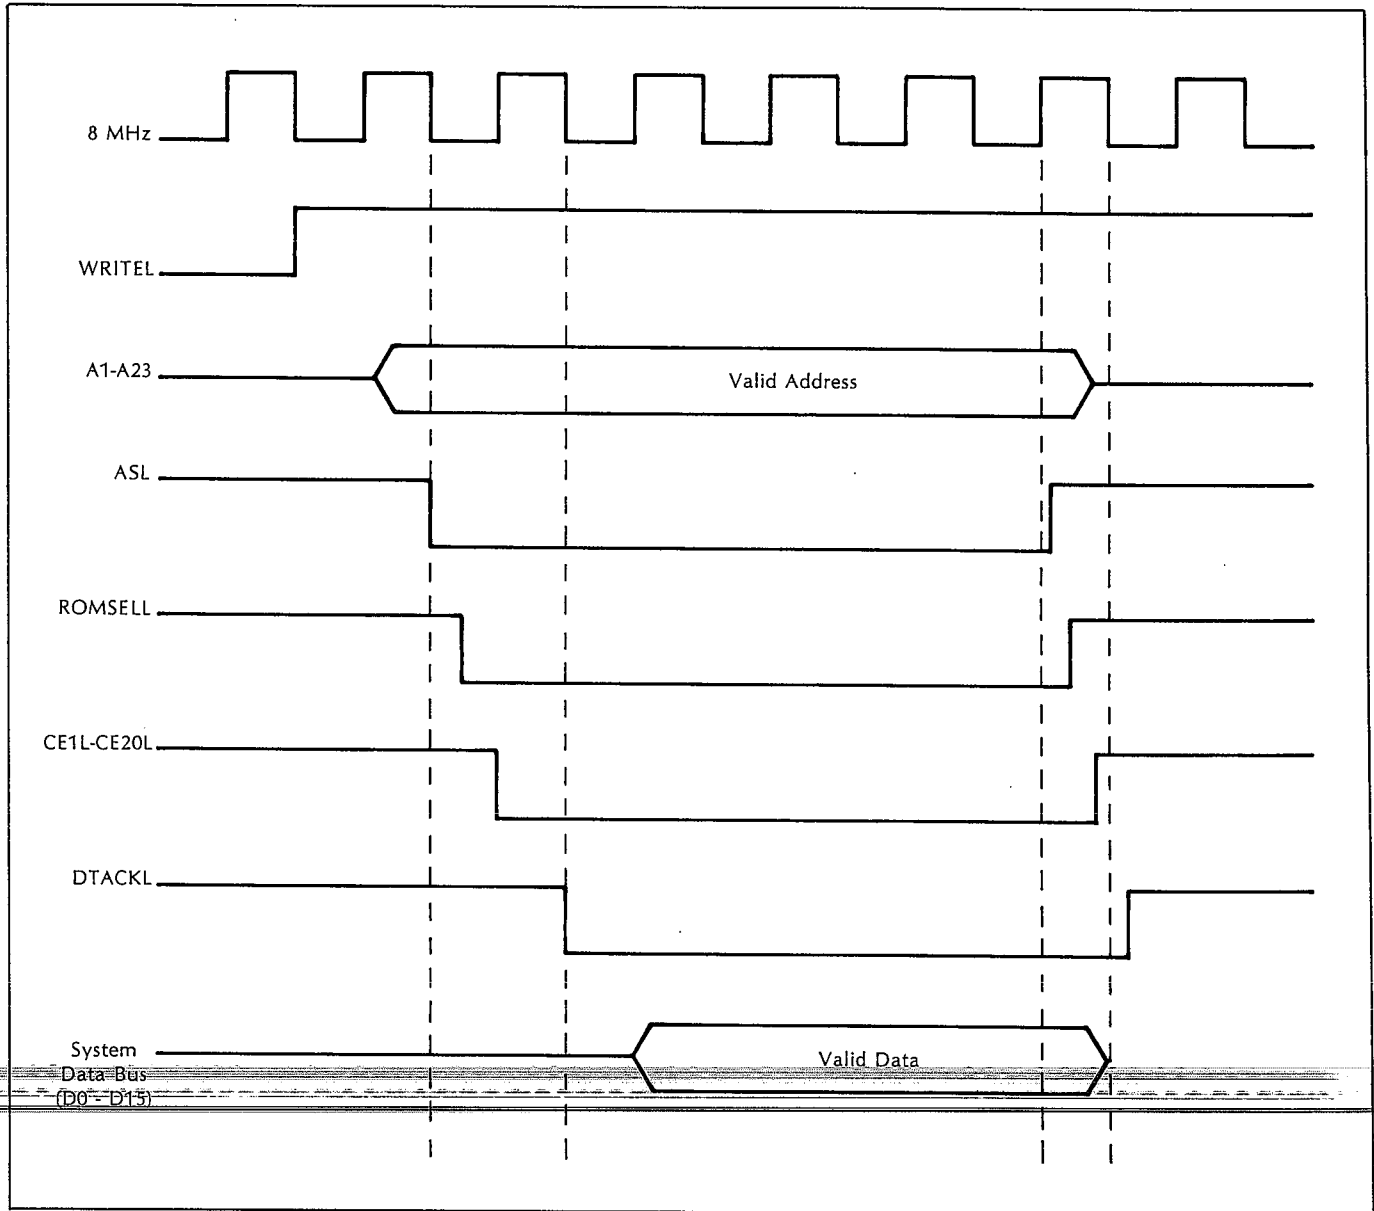 8 MHz
WRITEL
A1-A23
Valid Address
ASL
ROMSELL
CE1L-CE20L
DTACKL
System
Data Bus
(D0 - D15)
Valid Data